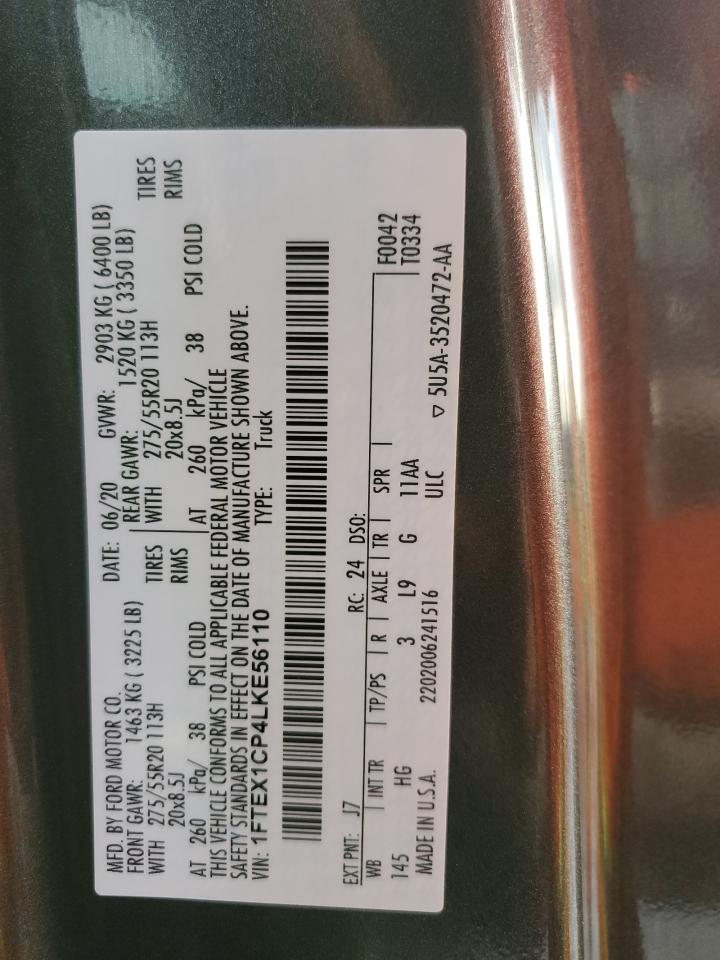 MFD. BY FORD MOTOR CO. DATE: 06/20 GVWR: 2903 KG ( 6400 LB)
FRONT GAWR: 1463 KG ( 3225 LB) REAR GAWR: 1520 KG ( 3350 LB)
WITH 275/55R20 113H TIRES WITH 275/55R20 113H TIRES
20x8.5J RIMS 20x8.5J RIMS
AT 260 kPa/ 38 PSI COLD AT 260 kPa/ 38 PSI COLD
THIS VEHICLE CONFORMS TO ALL APPLICABLE FEDERAL MOTOR VEHICLE
SAFETY STANDARDS IN EFFECT ON THE DATE OF MANUFACTURE SHOWN ABOVE.
VIN: 1FTEX1CP4LKE56110 TYPE: Truck
EXT PNT: J7 RC: 24 DSO:
WB | INT TR | TP/PS | R | AXLE | TR | SPR | F0042
145 HG 3 L9 G 11AA T0334
MADE IN U.S.A. 2202006241516 ULC ▽ 5U5A-3520472-AA